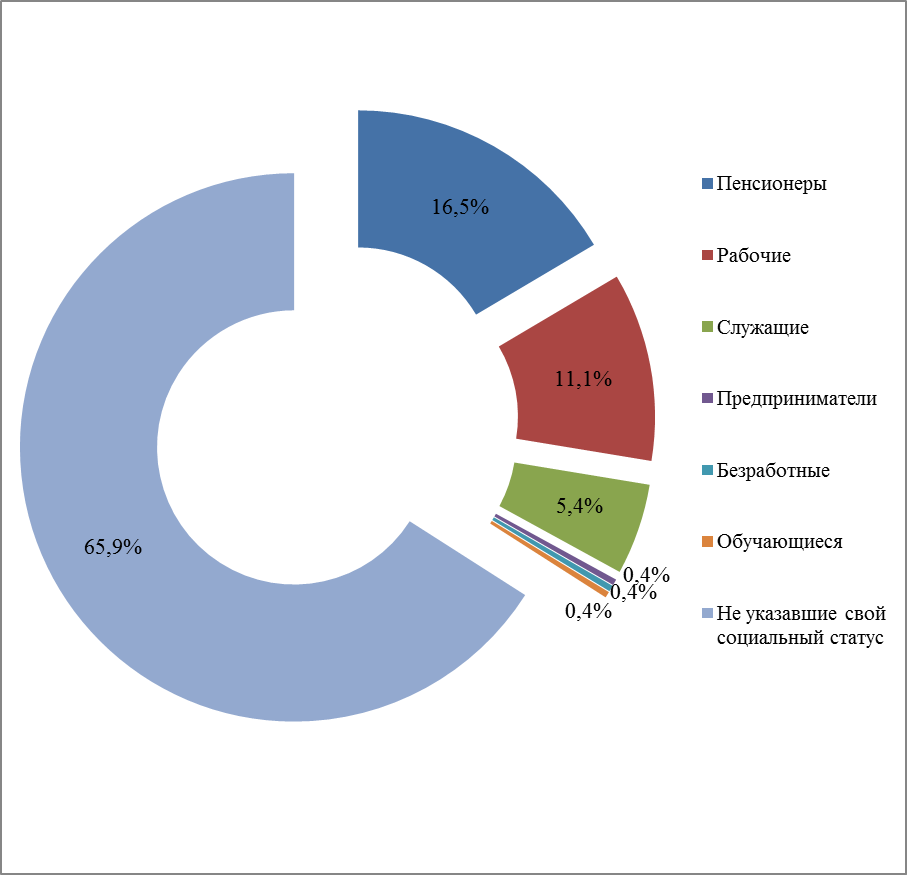 16,5%
11,1%
5,4%
0,4%
0,4%
0,4%
65,9%
Пенсионеры
Рабочие
Служащие
Предприниматели
Безработные
Обучающиеся
Не указавшие свой
социальный статус